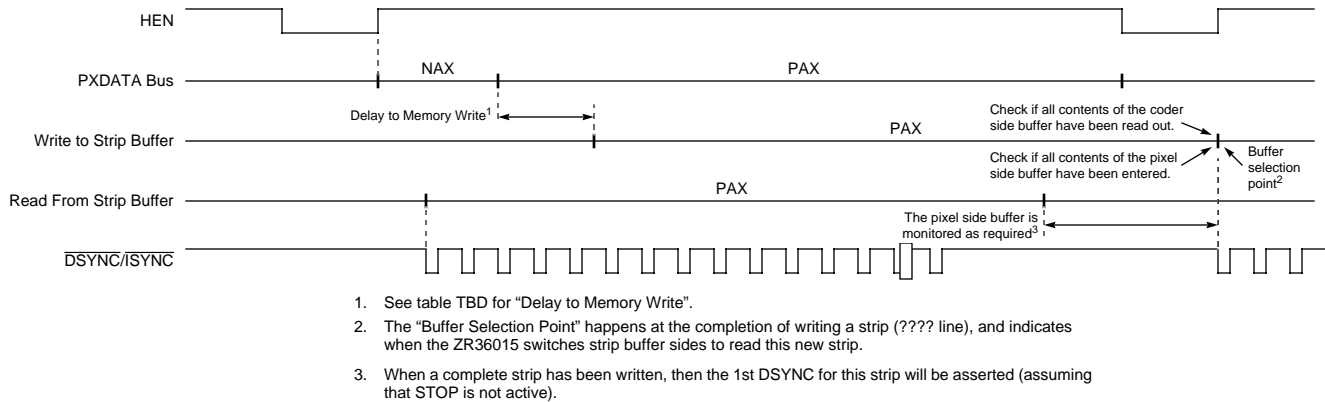 HEN
NAX
PAX
PXDATA Bus
Delay to Memory Write1
Check if all contents of the coder
side buffer have been read out.
PAX
Write to Strip Buffer
Check if all contents of the pixel
side buffer have been entered.
Buffer
selection
point2
PAX
Read From Strip Buffer
The pixel side buffer is
monitored as required3
DSYNC/ISYNC
1. See table TBD for “Delay to Memory Write”.
2. The “Buffer Selection Point” happens at the completion of writing a strip (???? line), and indicates
when the ZR36015 switches strip buffer sides to read this new strip.
3. When a complete strip has been written, then the 1st DSYNC for this strip will be asserted (assuming
that STOP is not active).